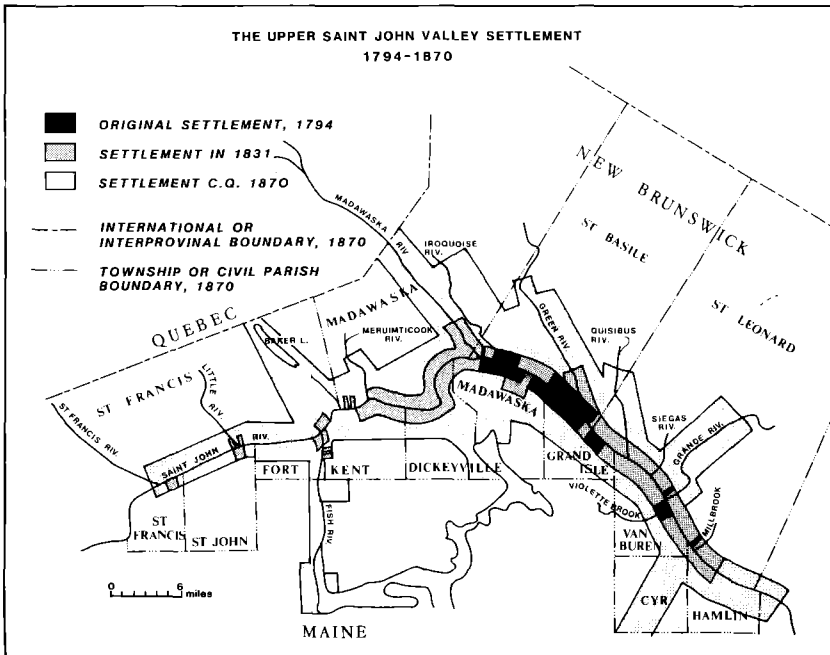 THE UPPER SAINT JOHN VALLEY SETTLEMENT
1794-1870
ORIGINAL SETTLEMENT, 1794
SETTLEMENT IN 1831
SETTLEMENT C.Q. 1870
INTERNATIONAL OR
INTERPROVINAL BOUNDARY, 1870
TOWNSHIP OR CIVIL PARISH
BOUNDARY, 1870
MADAWASKA
RIV.
IROQUOISE
RIV.
NEW BRUNSWICK
ST BASILE
ST LEONARD
GREEN RIV.
QUISIBUS
RIV.
QUEBEC
MADAWASKA
MERUIMTICOOK
RIV.
BAKER L.
ST FRANCIS
LITTLE
RIV.
ST FRANCIS RIV.
SAINT JOHN
RIV.
MADAWASKA
SIEGAS
RIV.
GRANDE RIV.
FORT
KENT
DICKEYVILLE
GRAND
ISLE
VIOLETTE BROOK
MILLBROOK
ST
FRANCIS
ST JOHN
FISH RIV.
VAN
BUREN
CYR
HAMLIN
0 6
miles
MAINE